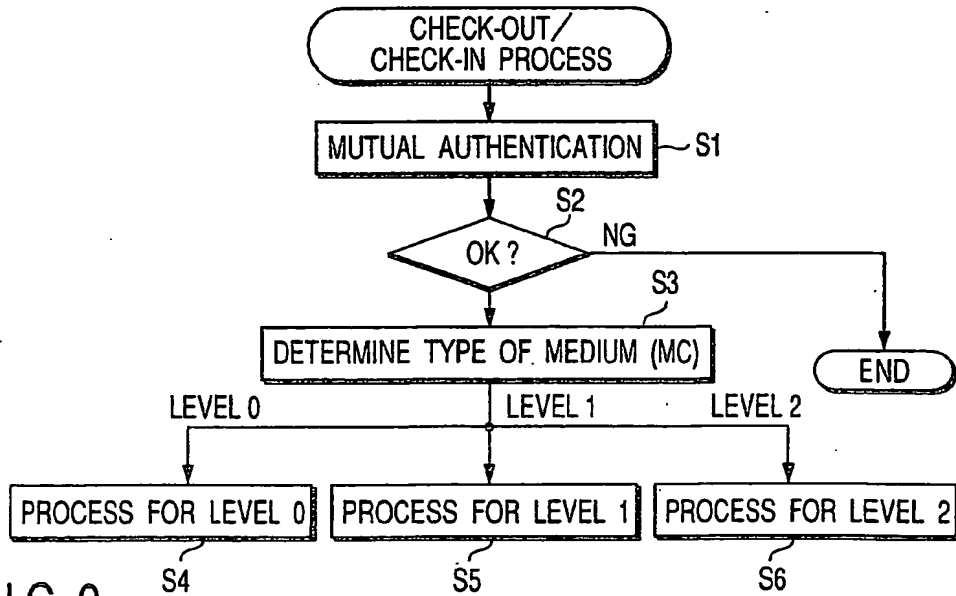 CHECK-OUT/
CHECK-IN PROCESS
MUTUAL AUTHENTICATION
S1
S2
OK ?
NG
S3
DETERMINE TYPE OF MEDIUM (MC)
END
LEVEL 0
LEVEL 1
LEVEL 2
PROCESS FOR LEVEL 0
PROCESS FOR LEVEL 1
PROCESS FOR LEVEL 2
S4
S5
S6